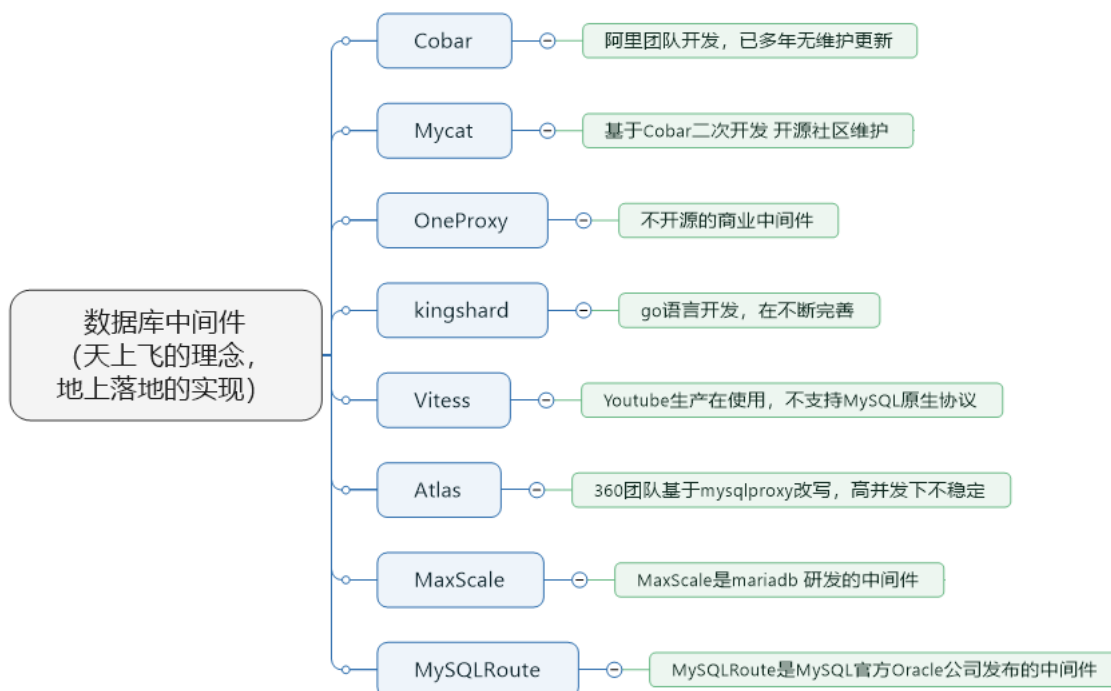 Cobar
阿里团队开发，已多年无维护更新
Mycat
基于Cobar二次开发 开源社区维护
OneProxy
不开源的商业中间件
kingshard
go语言开发，在不断完善
数据库中间件
（天上飞的理念，
地上落地的实现）
Vitess
Youtube生产在使用，不支持MySQL原生协议
Atlas
360团队基于mysqlproxy改写，高并发下不稳定
MaxScale
MaxScale是mariadb 研发的中间件
MySQLRoute
MySQLRoute是MySQL官方Oracle公司发布的中间件